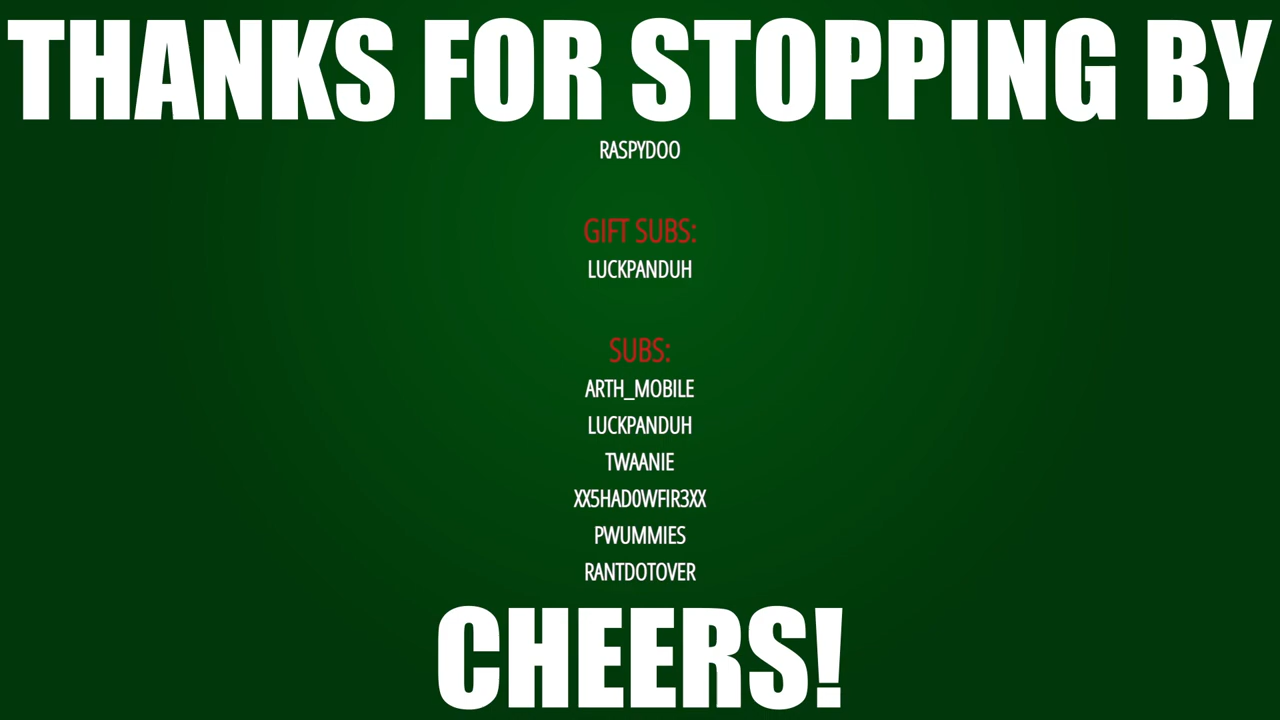 THANKS FOR STOPPING BY
RASPYDOO
GIFT SUBS:
LUCKPANDUH
SUBS:
ARTH_MOBILE
LUCKPANDUH
TWAANIE
XX5HAD0WFIR3XX
PWUMMIES
RANTDOTOVER
CHEERS!